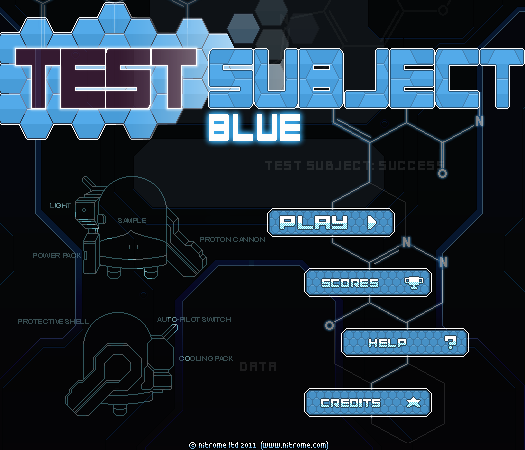 TEST SUBJECT
BLUE
TEST SUBJECT: SUCCESS
N
LIGHT
SAMPLE
PLAY
PROTON CANNON
N
POWER PACK
N
SCORES
PROTECTIVE SHELL
AUTO-PILOT SWITCH
HELP ?
COOLING PACK
DATA
CREDITS
© nitrome ltd 2011 (www.nitrome.com)